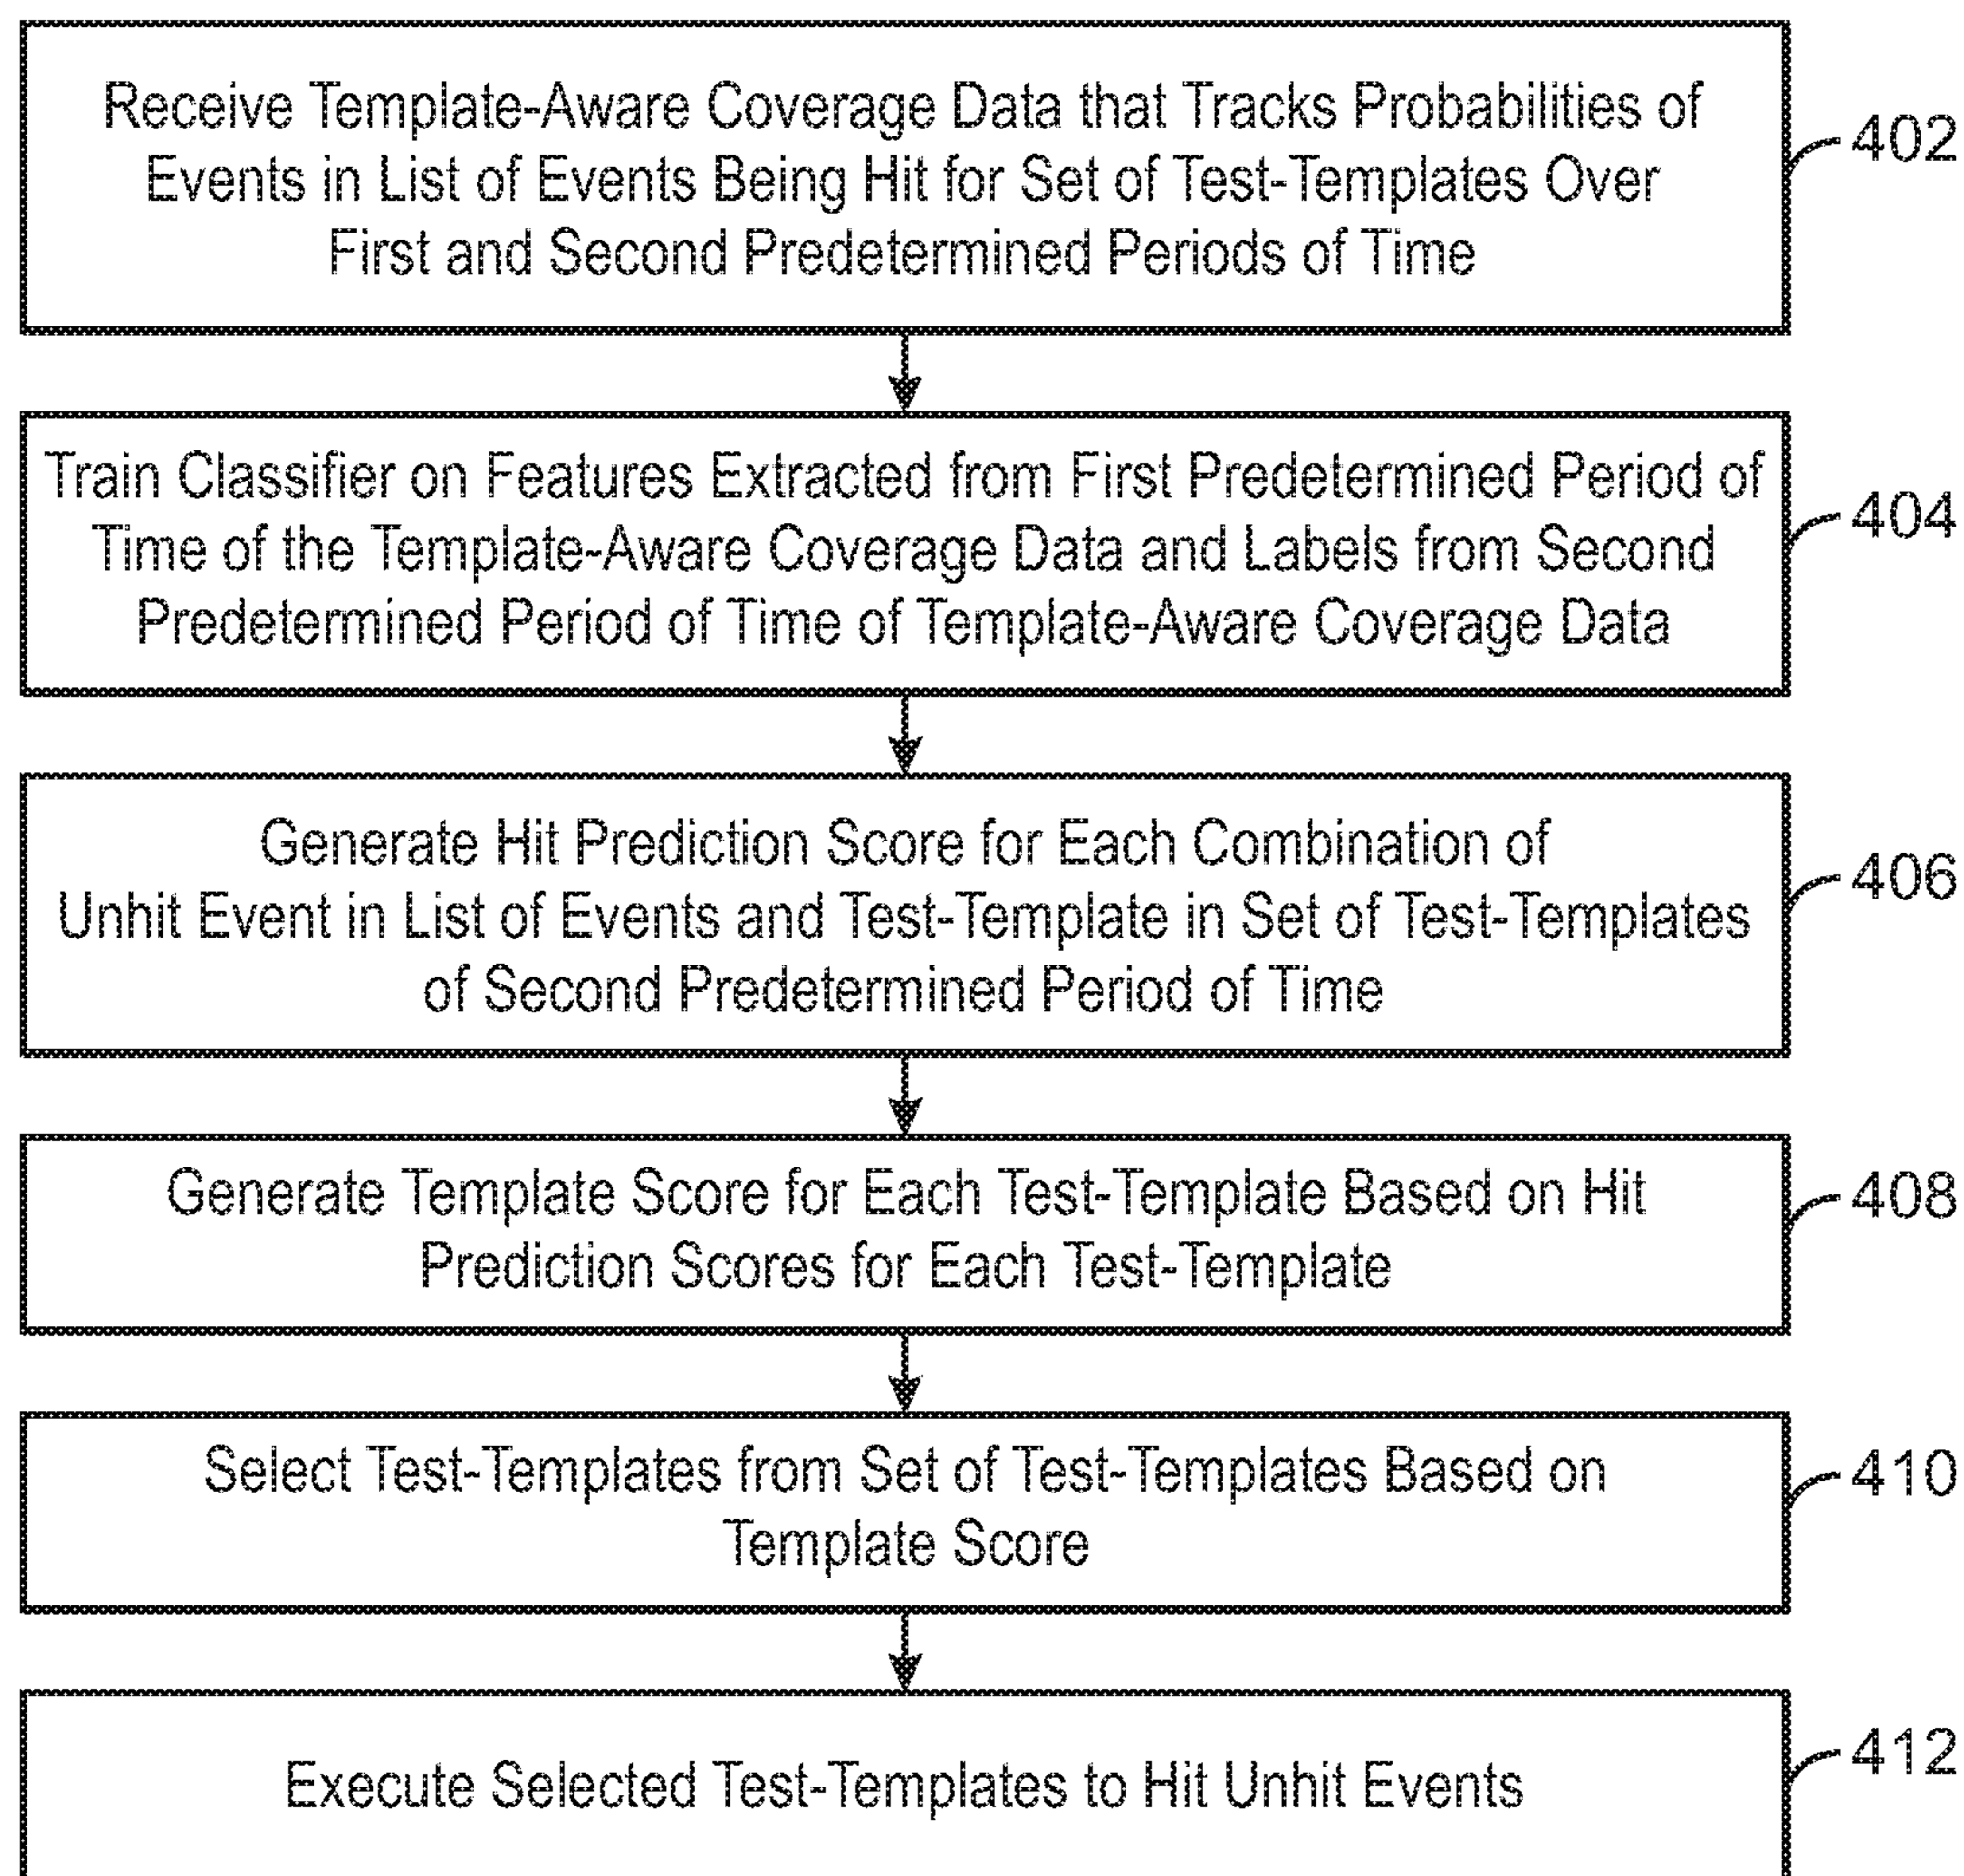 Receive Template-Aware Coverage Data that Tracks Probabilities of
Events in List of Events Being Hit for Set of Test-Templates Over
First and Second Predetermined Periods of Time
402
Train Classifier on Features Extracted from First Predetermined Period of
Time of the Template-Aware Coverage Data and Labels from Second
Predetermined Period of Time of Template-Aware Coverage Data
404
Generate Hit Prediction Score for Each Combination of
Unhit Event in List of Events and Test-Template in Set of Test-Templates
of Second Predetermined Period of Time
406
Generate Template Score for Each Test-Template Based on Hit
Prediction Scores for Each Test-Template
408
Select Test-Templates from Set of Test-Templates Based on
Template Score
410
Execute Selected Test-Templates to Hit Unhit Events
412